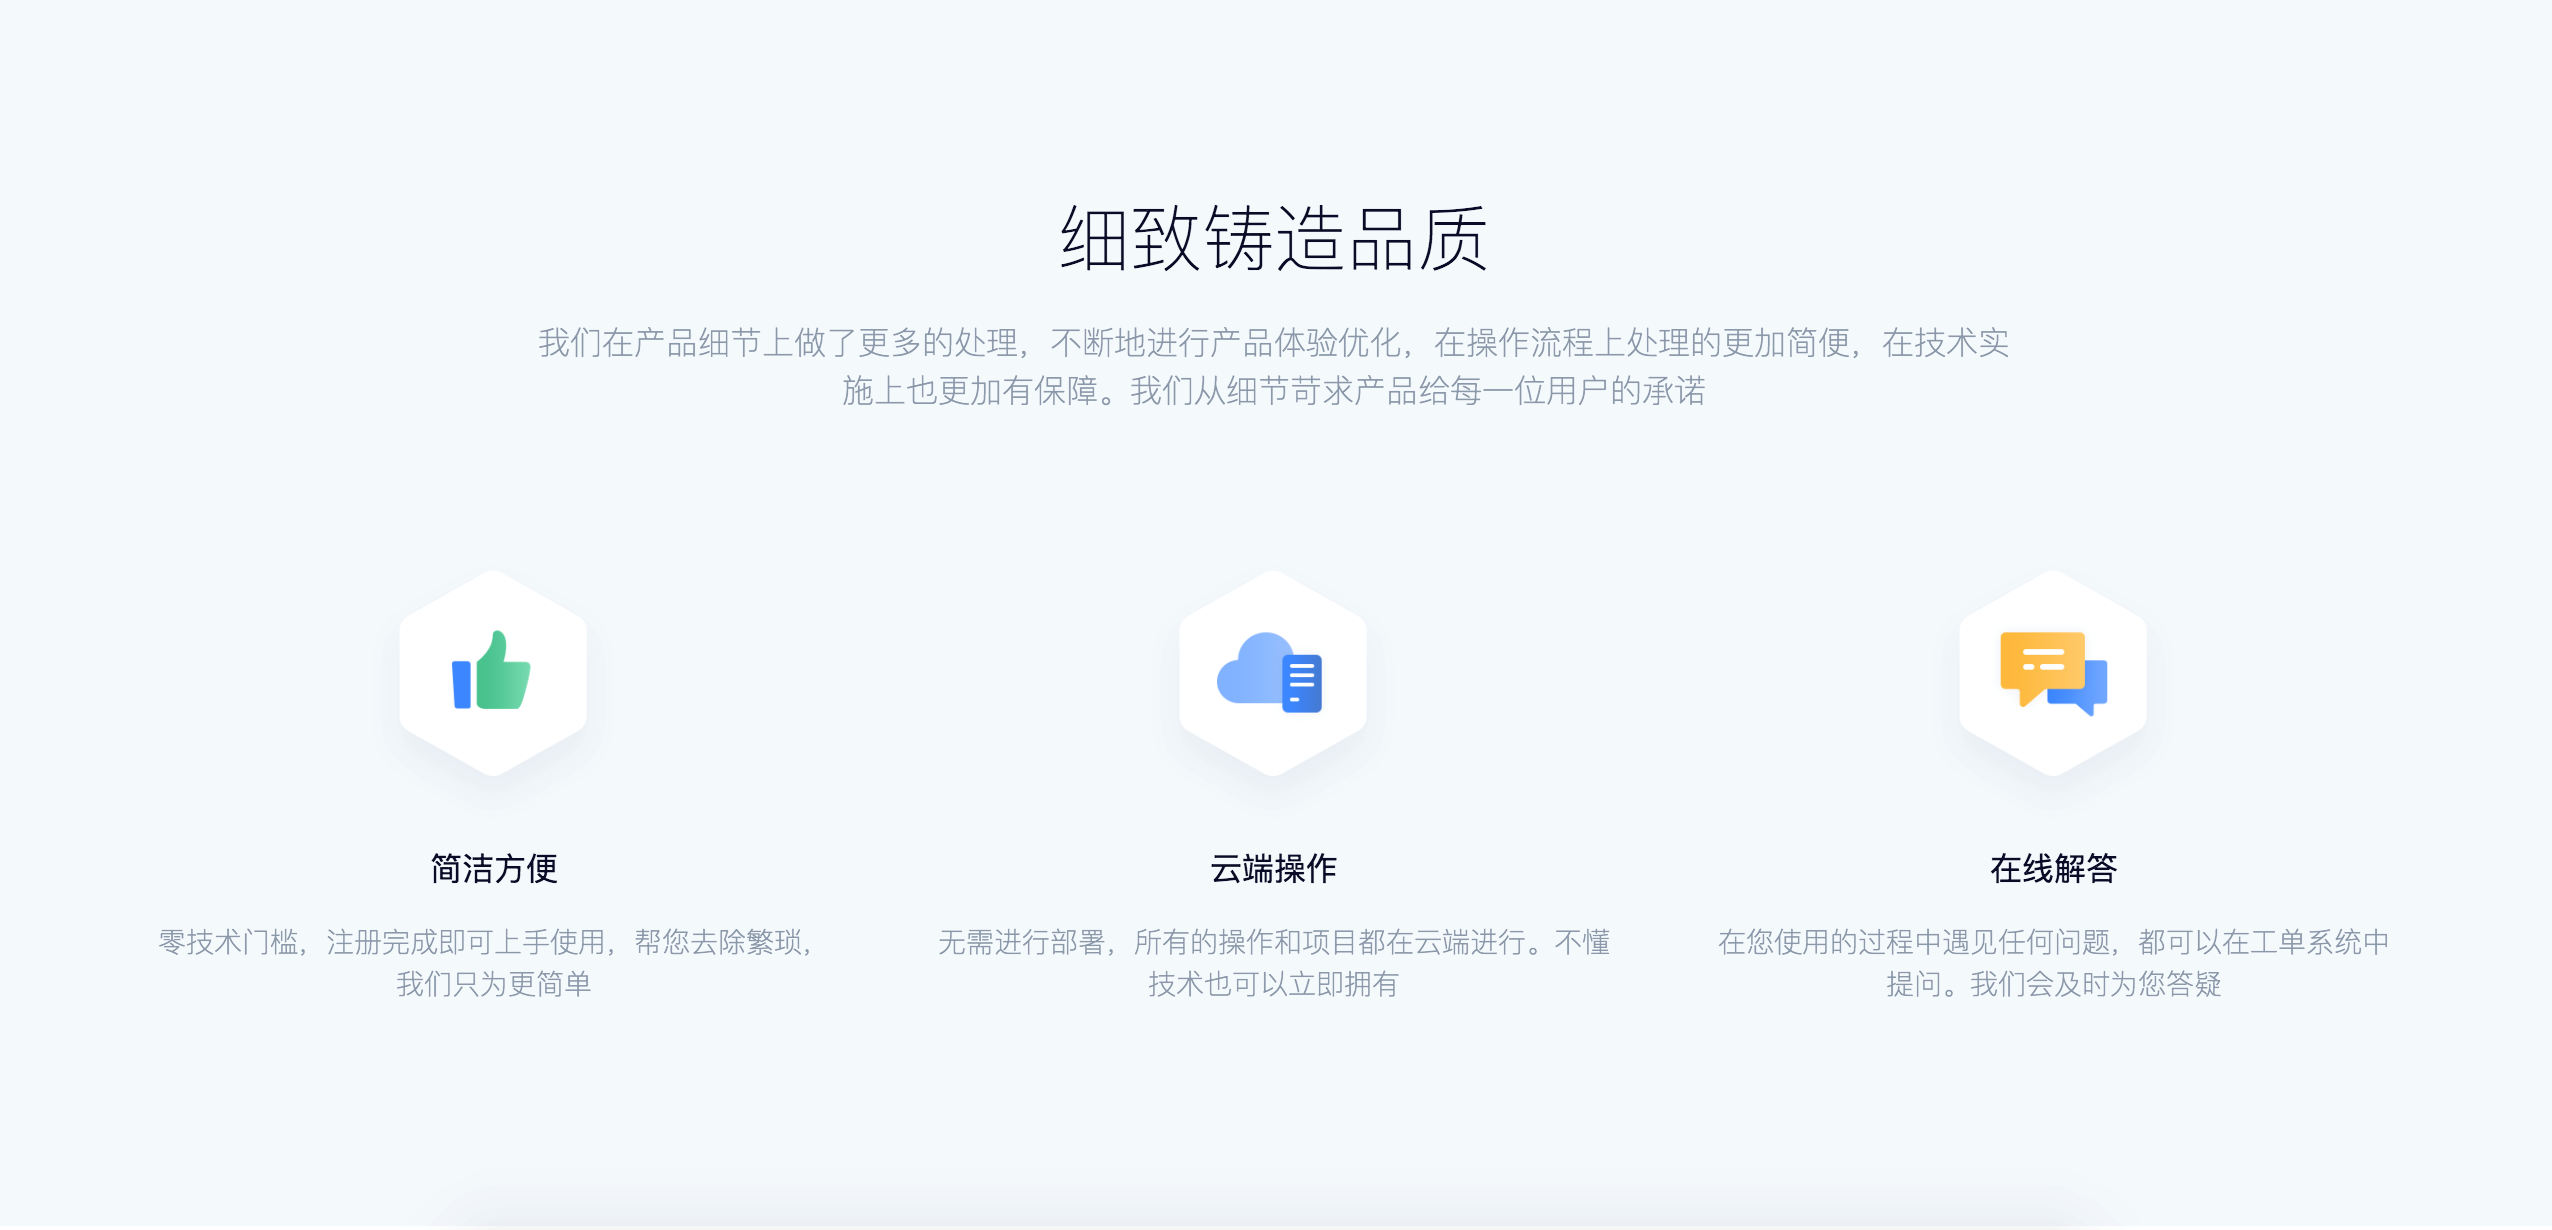 细致铸造品质
我们在产品细节上做了更多的处理，不断地进行产品体验优化，在操作流程上处理的更加简便，在技术实
施上也更加有保障。我们从细节苛求产品给每一位用户的承诺
简洁方便
零技术门槛，注册完成即可上手使用，帮您去除繁琐，
我们只为更简单
云端操作
无需进行部署，所有的操作和项目都在云端进行。不懂
技术也可以立即拥有
在线解答
在您使用的过程中遇见任何问题，都可以在工单系统中
提问。我们会及时为您答疑